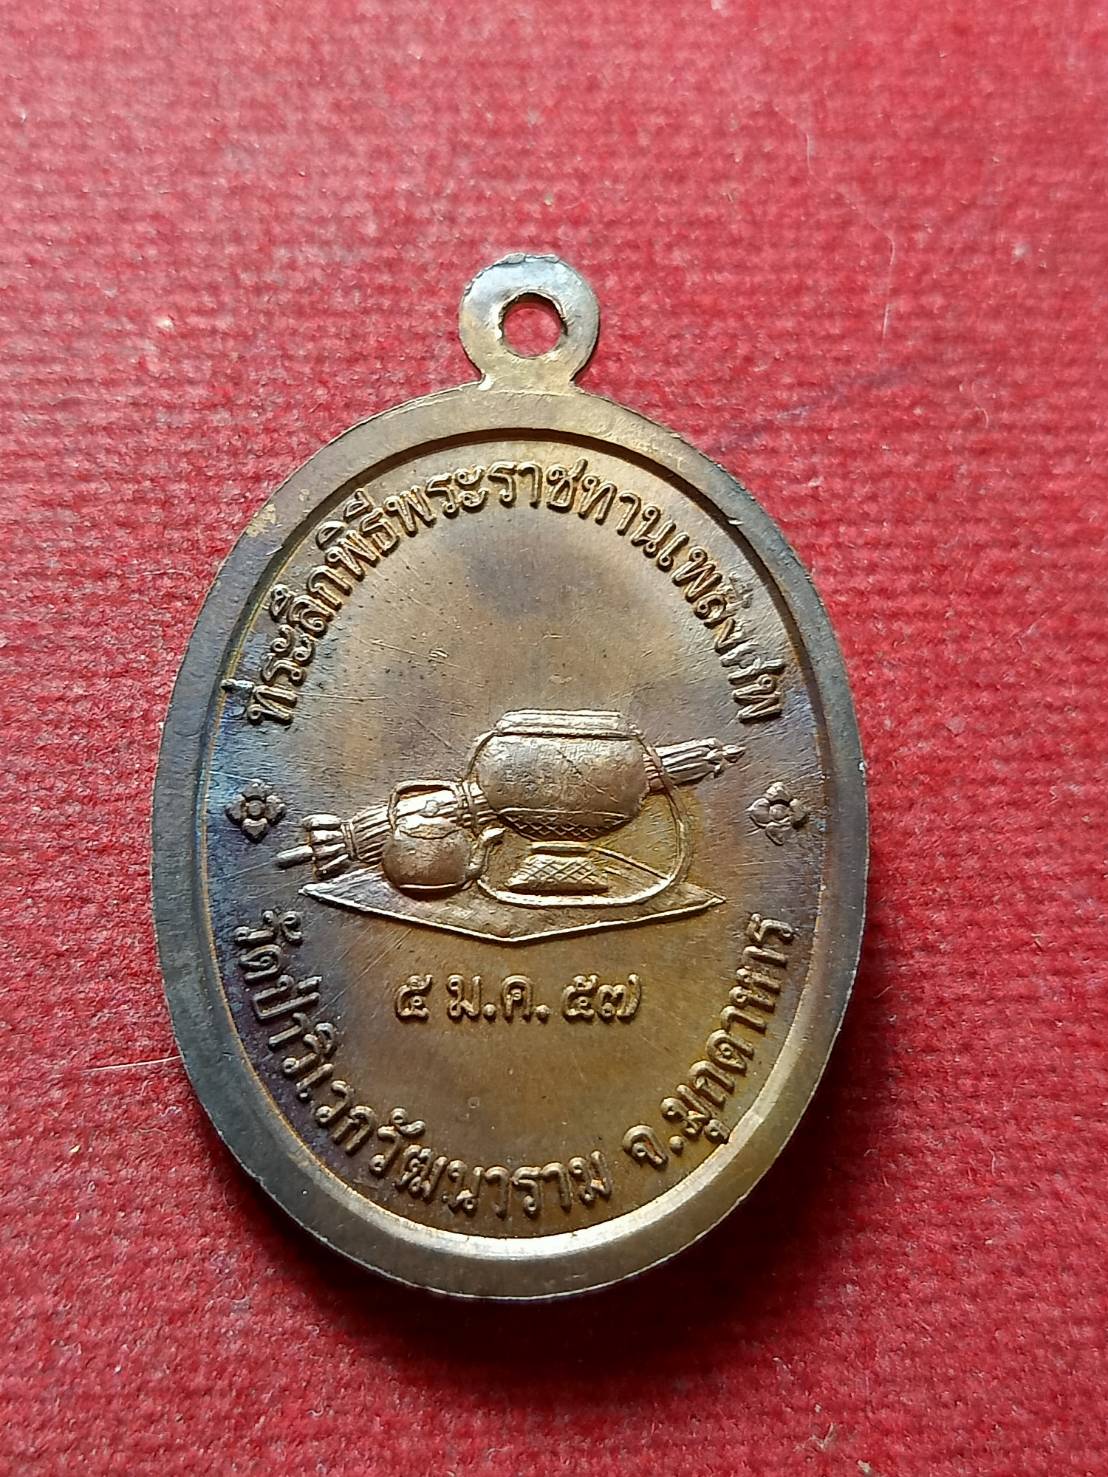 ที่ระลึกพิธีพระราชทานเพลิงศพ
๕ ม.ค. ๕๗
วัดป่าวิเวกวัฒนาราม จ.มุกดาหาร